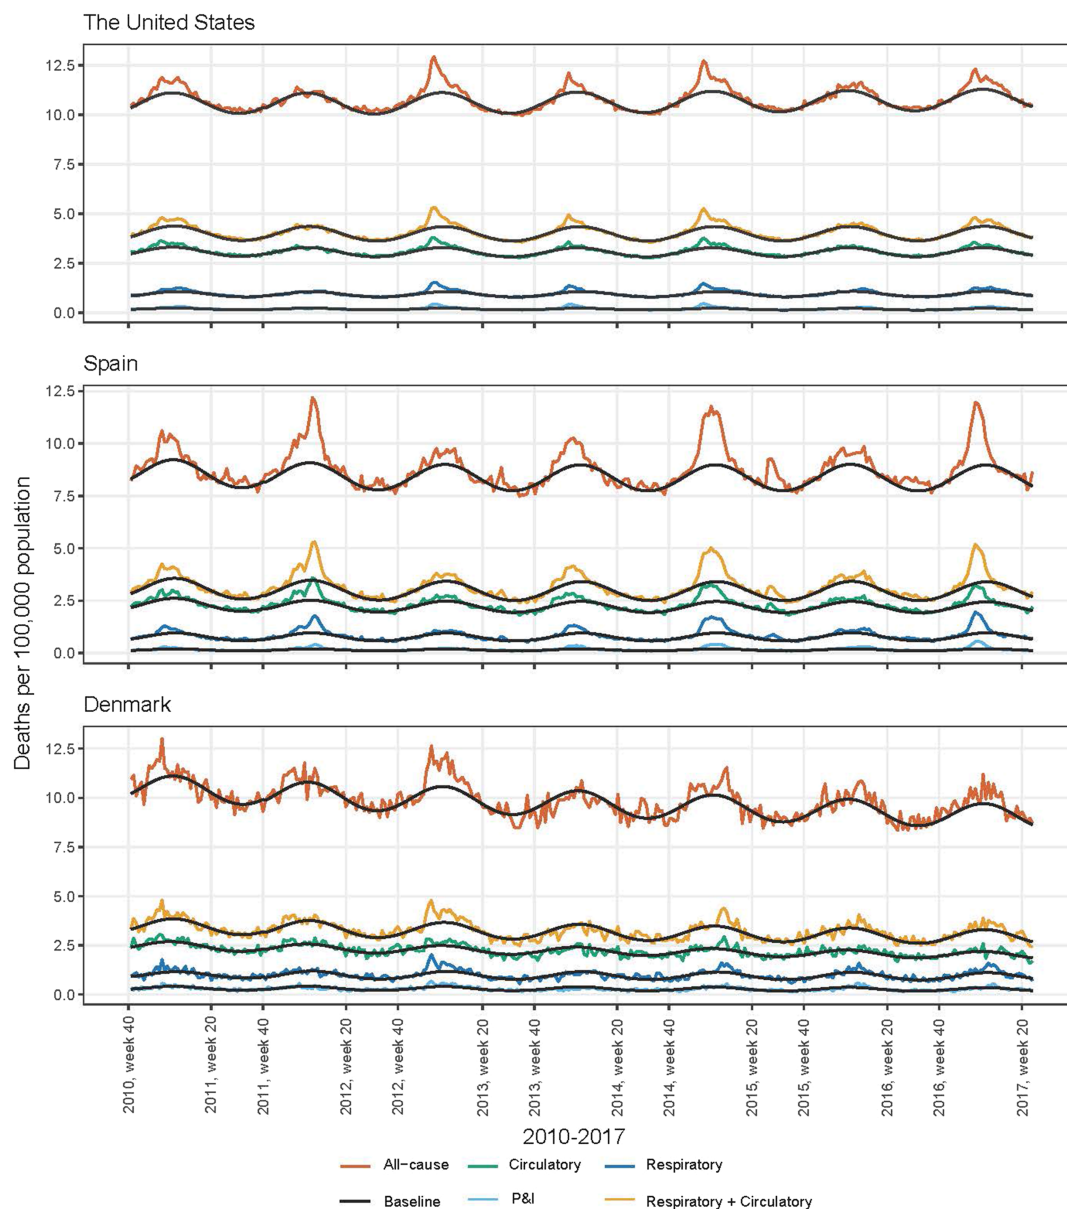 The United States
12.5
10.0
7.5
5.0
2.5
0.0
Spain
12.5
10.0
7.5
5.0
2.5
0.0
Deaths per 100,000 population
Denmark
12.5
10.0
7.5
5.0
2.5
0.0
2010, week 40
2011, week 20
2011, week 40
2012, week 20
2012, week 40
2013, week 20
2013, week 40
2014, week 20
2014, week 40
2015, week 20
2015, week 40
2016, week 20
2016, week 40
2017, week 20
2010-2017
All-cause Circulatory Respiratory
Baseline P&I Respiratory + Circulatory